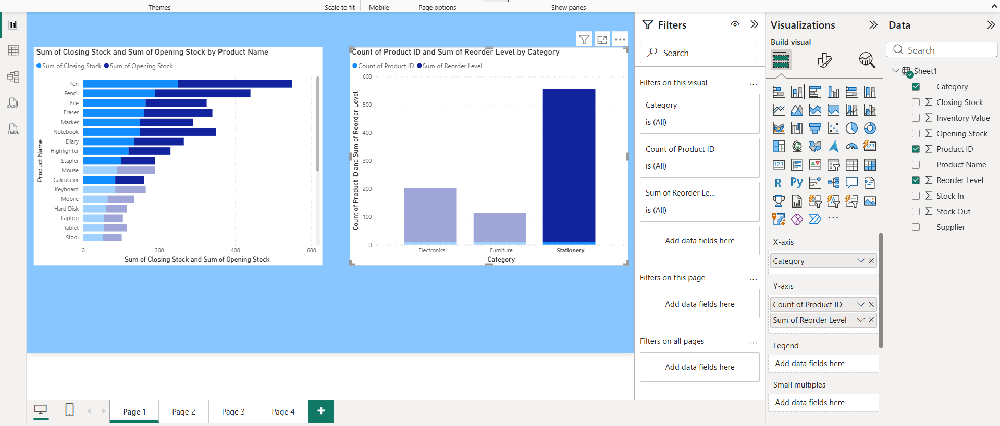 Themes
Scale to fit
Mobile
Page options
Show panes
Sum of Closing Stock and Sum of Opening Stock by Product Name
Sum of Closing Stock Sum of Opening Stock
Product Name
Pen
Pencil
File
Eraser
Marker
Notebook
Diary
Highlighter
Stapler
Mouse
Calculator
Keyboard
Mobile
Hard Disk
Laptop
Tablet
Stool
0 200 400 600
Sum of Closing Stock and Sum of Opening Stock
Count of Product ID and Sum of Reorder Level by Category
Count of Product ID Sum of Reorder Level
Count of Product ID and Sum of Reorder Level
600
500
400
300
200
100
0
Electronics Furniture Stationery
Category
Filters
Search
Filters on this visual ...
Category
is (All)
Count of Product ID
is (All)
Sum of Reorder Le...
is (All)
Add data fields here
Filters on this page ...
Add data fields here
Filters on all pages ...
Add data fields here
Visualizations
Build visual
123
123
R Py
...
X-axis
Category
Y-axis
Count of Product ID
Sum of Reorder Level
Legend
Add data fields here
Small multiples
Add data fields here
Data
Search
Sheet1
Category
Closing Stock
Inventory Value
Opening Stock
Product ID
Product Name
Reorder Level
Stock In
Stock Out
Supplier
DAX
TMDL
Page 1
Page 2
Page 3
Page 4
+